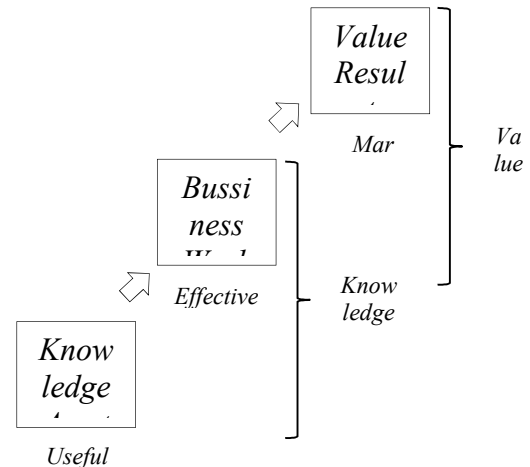 Value
Resul
Mar
Va
lue
Bussi
ness
Effective
Know
ledge
Know
ledge
Useful